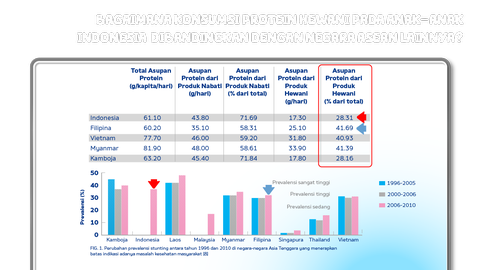 BAGAIMANA KONSUMSI PROTEIN HEWANI PADA ANAK-ANAK
INDONESIA DIBANDINGKAN DENGAN NEGARA ASEAN LAINNYA?
Total Asupan Protein (g/kapita/hari) Asupan Protein dari Produk Nabati (g/hari) Asupan Protein dari Produk Nabati (% dari total) Asupan Protein dari Produk Hewani (g/hari) Asupan Protein dari Produk Hewani (% dari total)
Indonesia 61.10 43.80 71.69 17.30 28.31
Filipina 60.20 35.10 58.31 25.10 41.69
Vietnam 77.70 46.00 59.20 31.80 40.93
Myanmar 81.90 48.00 58.61 33.90 41.39
Kamboja 63.20 45.40 71.84 17.80 28.16
Prevalensi (%)
50
40
30
20
10
0
Prevalensi sangat tinggi
Prevalensi tinggi
Prevalensi sedang
1996-2005
2000-2006
2006-2010
Kamboja Indonesia Laos Malaysia Myanmar Filipina Singapura Thailand Vietnam
FIG. 1. Perubahan prevalensi stunting antara tahun 1996 dan 2010 di negara-negara Asia Tenggara yang menerapkan
batas indikasi adanya masalah kesehatan masyarakat [8]